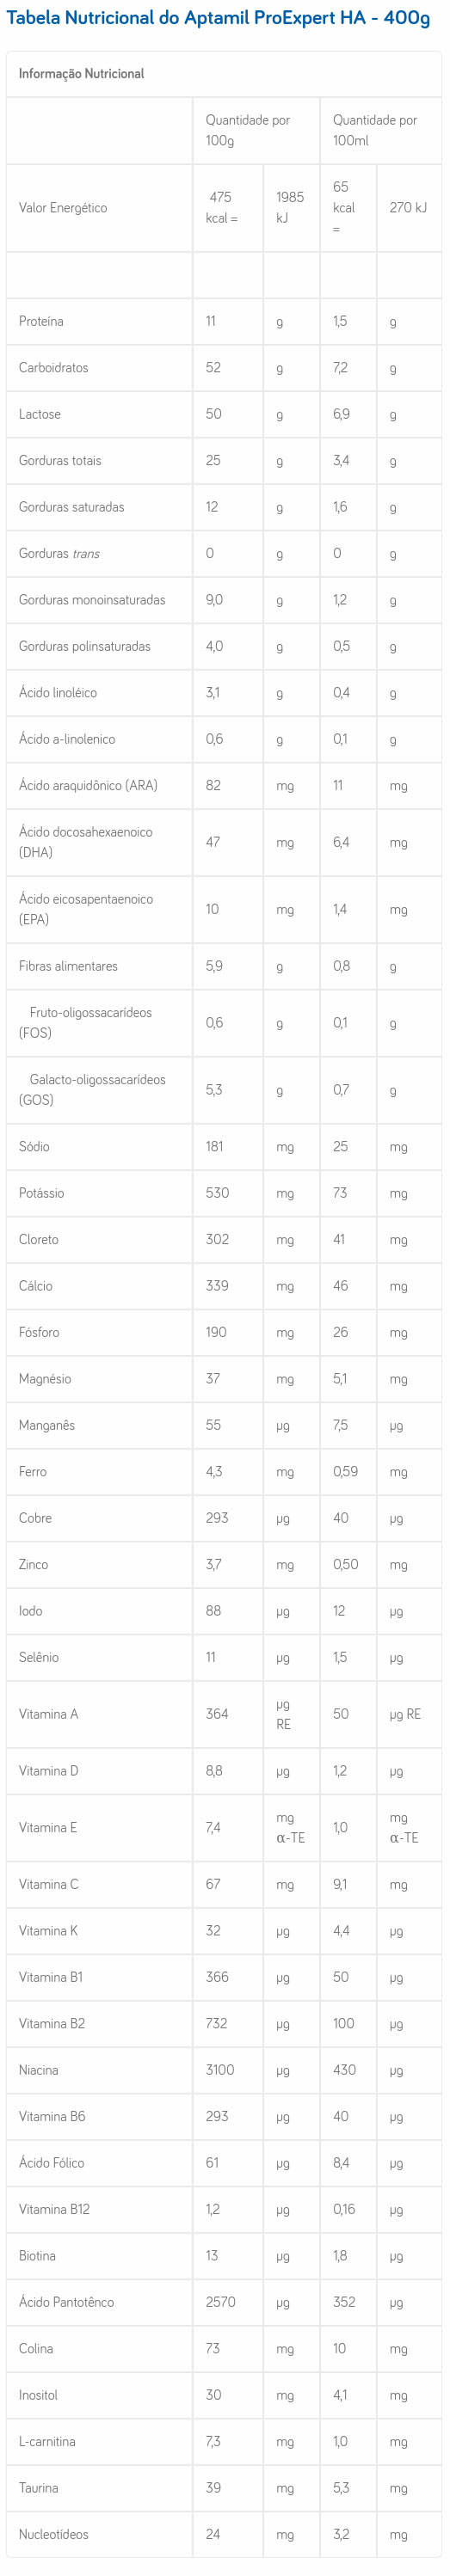 Tabela Nutricional do Aptamil ProExpert HA - 400g
Informação Nutricional
Quantidade por 100g Quantidade por 100ml
Valor Energético 475 kcal = 1985 kJ 65 kcal = 270 kJ
Proteína 11 g 1,5 g
Carboidratos 52 g 7,2 g
Lactose 50 g 6,9 g
Gorduras totais 25 g 3,4 g
Gorduras saturadas 12 g 1,6 g
Gorduras trans 0 g 0 g
Gorduras monoinsaturadas 9,0 g 1,2 g
Gorduras polinsaturadas 4,0 g 0,5 g
Ácido linoléico 3,1 g 0,4 g
Ácido a-linolenico 0,6 g 0,1 g
Ácido araquidônico (ARA) 82 mg 11 mg
Ácido docosahexaenoico (DHA) 47 mg 6,4 mg
Ácido eicosapentaenoico (EPA) 10 mg 1,4 mg
Fibras alimentares 5,9 g 0,8 g
Fruto-oligossacarídeos (FOS) 0,6 g 0,1 g
Galacto-oligossacarídeos (GOS) 5,3 g 0,7 g
Sódio 181 mg 25 mg
Potássio 530 mg 73 mg
Cloreto 302 mg 41 mg
Cálcio 339 mg 46 mg
Fósforo 190 mg 26 mg
Magnésio 37 mg 5,1 mg
Manganês 55 µg 7,5 µg
Ferro 4,3 mg 0,59 mg
Cobre 293 µg 40 µg
Zinco 3,7 mg 0,50 mg
Iodo 88 µg 12 µg
Selênio 11 µg 1,5 µg
Vitamina A 364 µg RE 50 µg RE
Vitamina D 8,8 µg 1,2 µg
Vitamina E 7,4 mg α-TE 1,0 mg α-TE
Vitamina C 67 mg 9,1 mg
Vitamina K 32 µg 4,4 µg
Vitamina B1 366 µg 50 µg
Vitamina B2 732 µg 100 µg
Niacina 3100 µg 430 µg
Vitamina B6 293 µg 40 µg
Ácido Fólico 61 µg 8,4 µg
Vitamina B12 1,2 µg 0,16 µg
Biotina 13 µg 1,8 µg
Ácido Pantotênco 2570 µg 352 µg
Colina 73 mg 10 mg
Inositol 30 mg 4,1 mg
L-carnitina 7,3 mg 1,0 mg
Taurina 39 mg 5,3 mg
Nucleotídeos 24 mg 3,2 mg